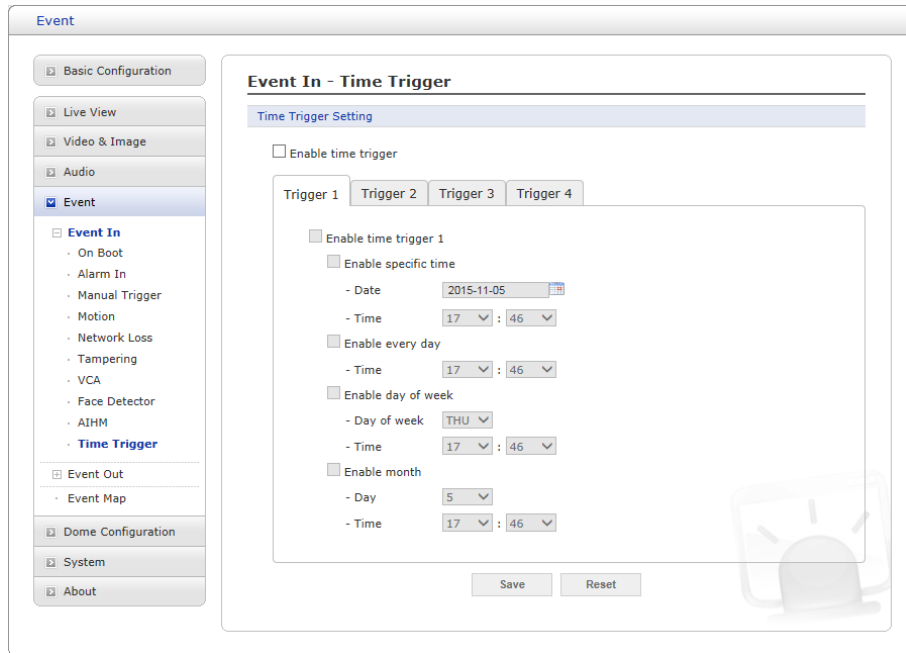 Event
Basic Configuration
Live View
Video & Image
Audio
Event
Event In
On Boot
Alarm In
Manual Trigger
Motion
Network Loss
Tampering
VCA
Face Detector
AIHM
Time Trigger
Event Out
Event Map
Dome Configuration
System
About
Event In - Time Trigger
Time Trigger Setting
Enable time trigger
Trigger 1 Trigger 2 Trigger 3 Trigger 4
Enable time trigger 1
Enable specific time
- Date 2015-11-05
- Time 17 : 46
Enable every day
- Time 17 : 46
Enable day of week
- Day of week THU
- Time 17 : 46
Enable month
- Day 5
- Time 17 : 46
Save Reset